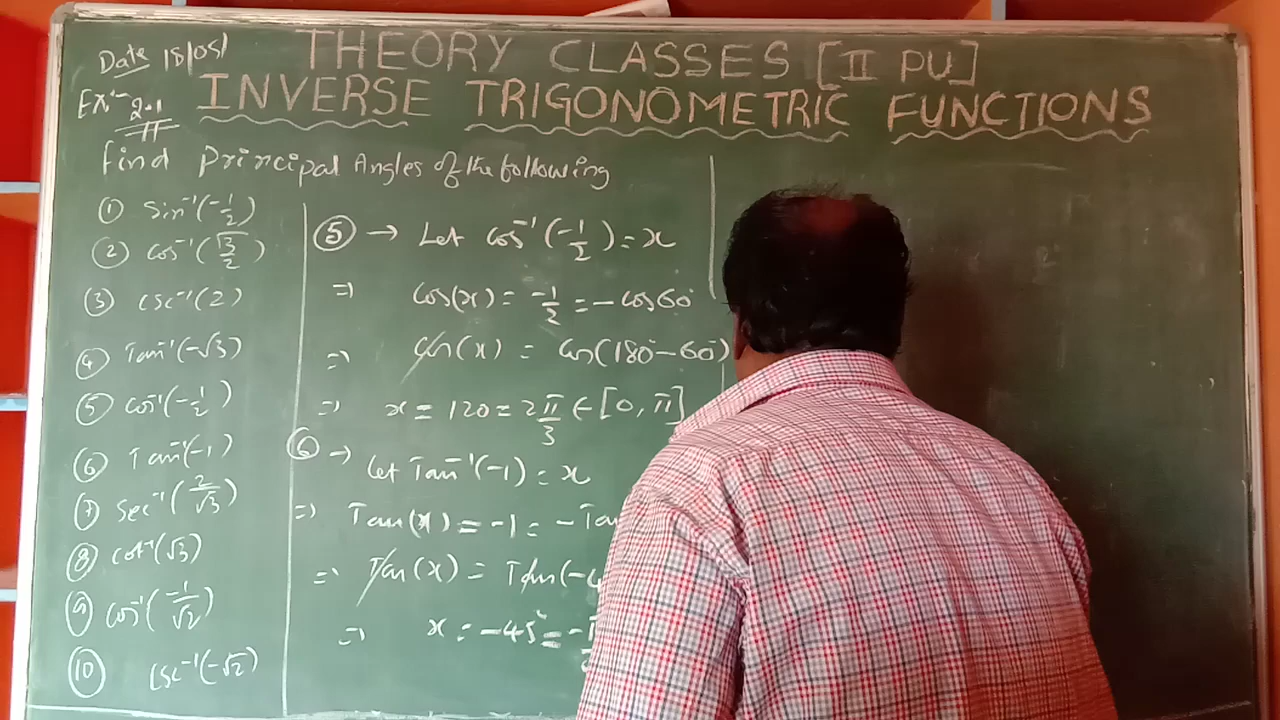 Date 18/05/
THEORY CLASSES [II PU]
Ex:- 2.1
INVERSE TRIGONOMETRIC FUNCTIONS
Find Principal Angles of the following
① Sin⁻¹(-1/2)
② cos⁻¹(√3/2)
③ csc⁻¹(2)
④ Tan⁻¹(-√3)
⑤ cos⁻¹(-1/2)
⑥ Tan⁻¹(-1)
⑦ Sec⁻¹(2/√3)
⑧ cot⁻¹(√3)
⑨ cos⁻¹(-1/√2)
⑩ csc⁻¹(-√2)
⑤ → Let cos⁻¹(-1/2) = x
⇒ cos(x) = -1/2 = -cos60°
⇒ cos(x) = cos(180°-60°)
⇒ x = 120 = 2π/3 ∈ [0, π]
⑥ → let Tan⁻¹(-1) = x
⇒ Tan(x) = -1 = -Tan
⇒ Tan(x) = Tan(-4
⇒ x = -45° = -